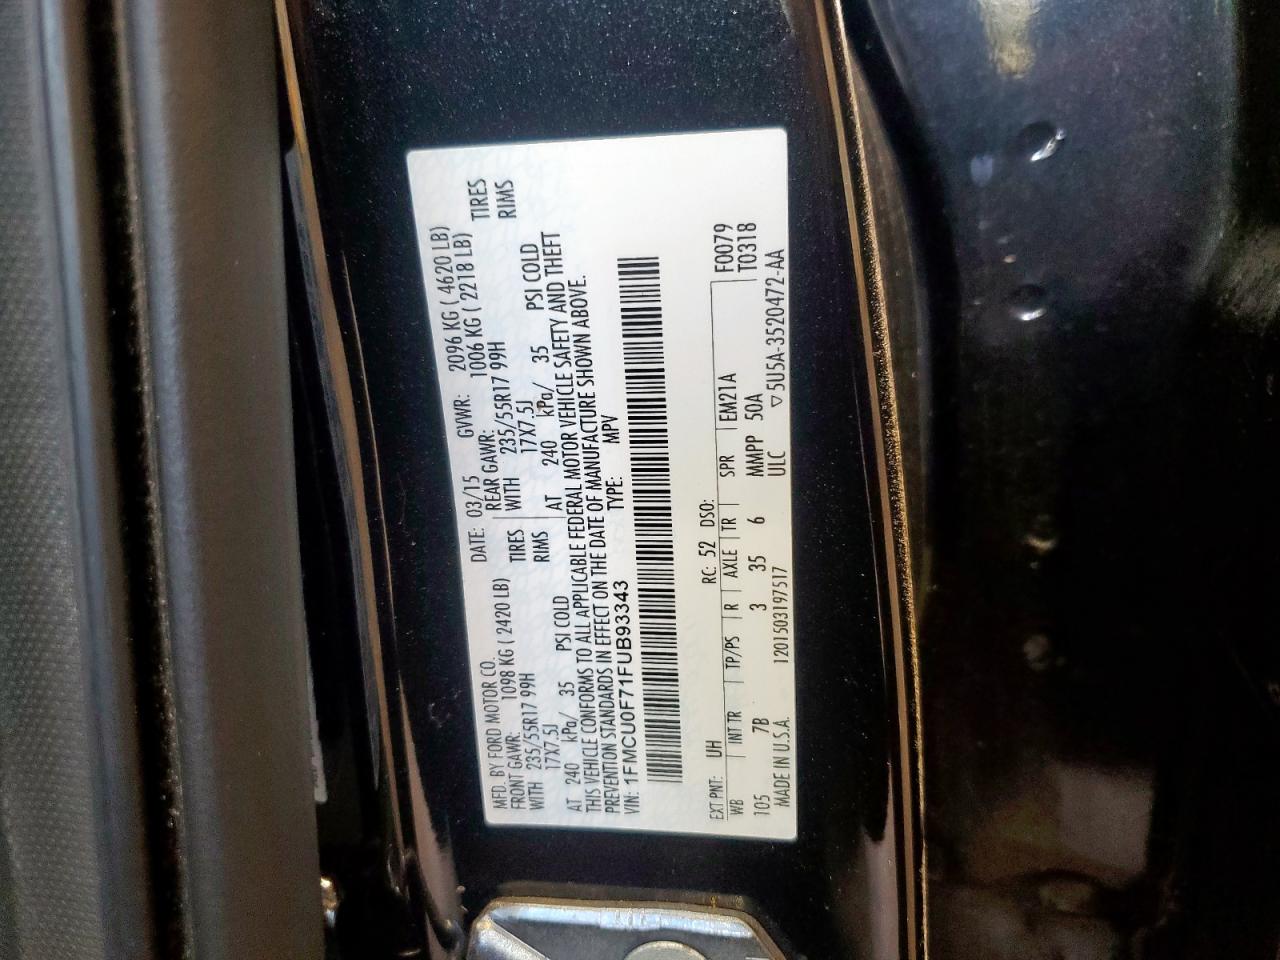 MFD. BY FORD MOTOR CO. DATE: 03/15 GVWR: 2096 KG ( 4620 LB)
FRONT GAWR: 1098 KG ( 2420 LB) REAR GAWR: 1006 KG ( 2218 LB)
WITH 235/55R17 99H TIRES WITH 235/55R17 99H TIRES
17X7.5J RIMS 17X7.5J RIMS
AT 240 kPa/ 35 PSI COLD AT 240 kPa/ 35 PSI COLD
THIS VEHICLE CONFORMS TO ALL APPLICABLE FEDERAL MOTOR VEHICLE SAFETY AND THEFT
PREVENTION STANDARDS IN EFFECT ON THE DATE OF MANUFACTURE SHOWN ABOVE.
VIN: 1FMCU0F71FUB93343 TYPE: MPV
EXT PNT: UH RC: 52 DSO: F0079
WB INT TR TP/PS R AXLE TR SPR EM21A T0318
105 7B 3 35 6 MMPP 50A
MADE IN U.S.A. 1201503197517 ULC ▽5U5A-3520472-AA